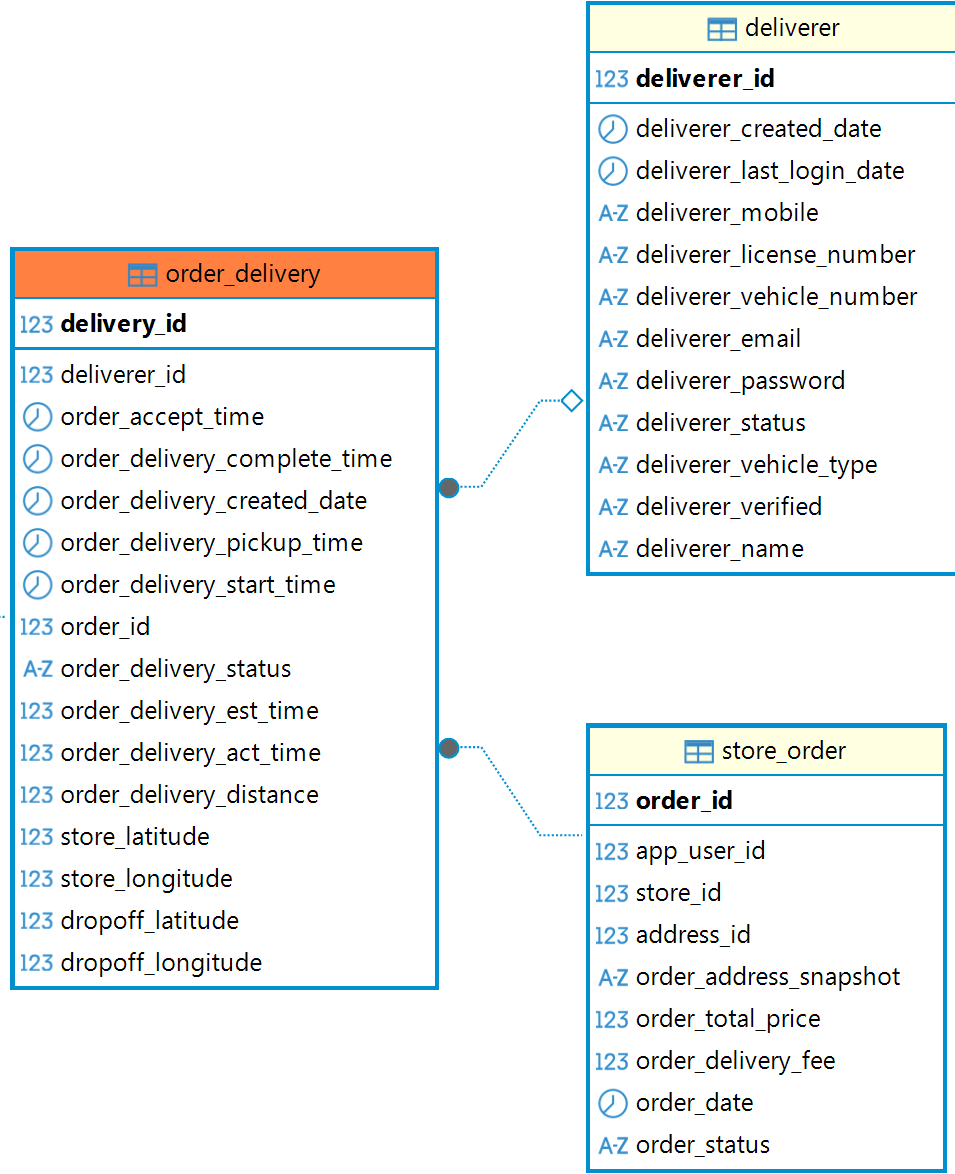 deliverer
123 deliverer_id
deliverer_created_date
deliverer_last_login_date
A-Z deliverer_mobile
A-Z deliverer_license_number
A-Z deliverer_vehicle_number
A-Z deliverer_email
A-Z deliverer_password
A-Z deliverer_status
A-Z deliverer_vehicle_type
A-Z deliverer_verified
A-Z deliverer_name
order_delivery
123 delivery_id
123 deliverer_id
order_accept_time
order_delivery_complete_time
order_delivery_created_date
order_delivery_pickup_time
order_delivery_start_time
123 order_id
A-Z order_delivery_status
123 order_delivery_est_time
123 order_delivery_act_time
123 order_delivery_distance
123 store_latitude
123 store_longitude
123 dropoff_latitude
123 dropoff_longitude
store_order
123 order_id
123 app_user_id
123 store_id
123 address_id
A-Z order_address_snapshot
123 order_total_price
123 order_delivery_fee
order_date
A-Z order_status